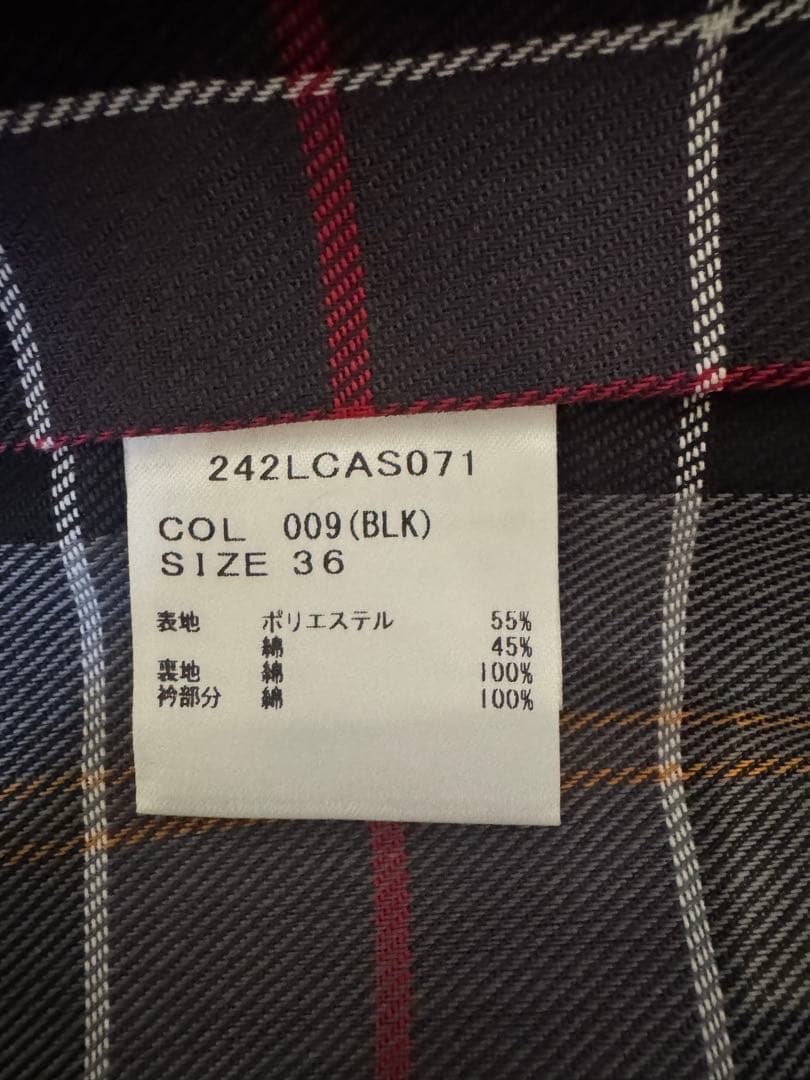 242LCAS071
COL 009(BLK)
SIZE 36
表地 ポリエステル 55%
綿 45%
裏地 綿 100%
衿部分 綿 100%